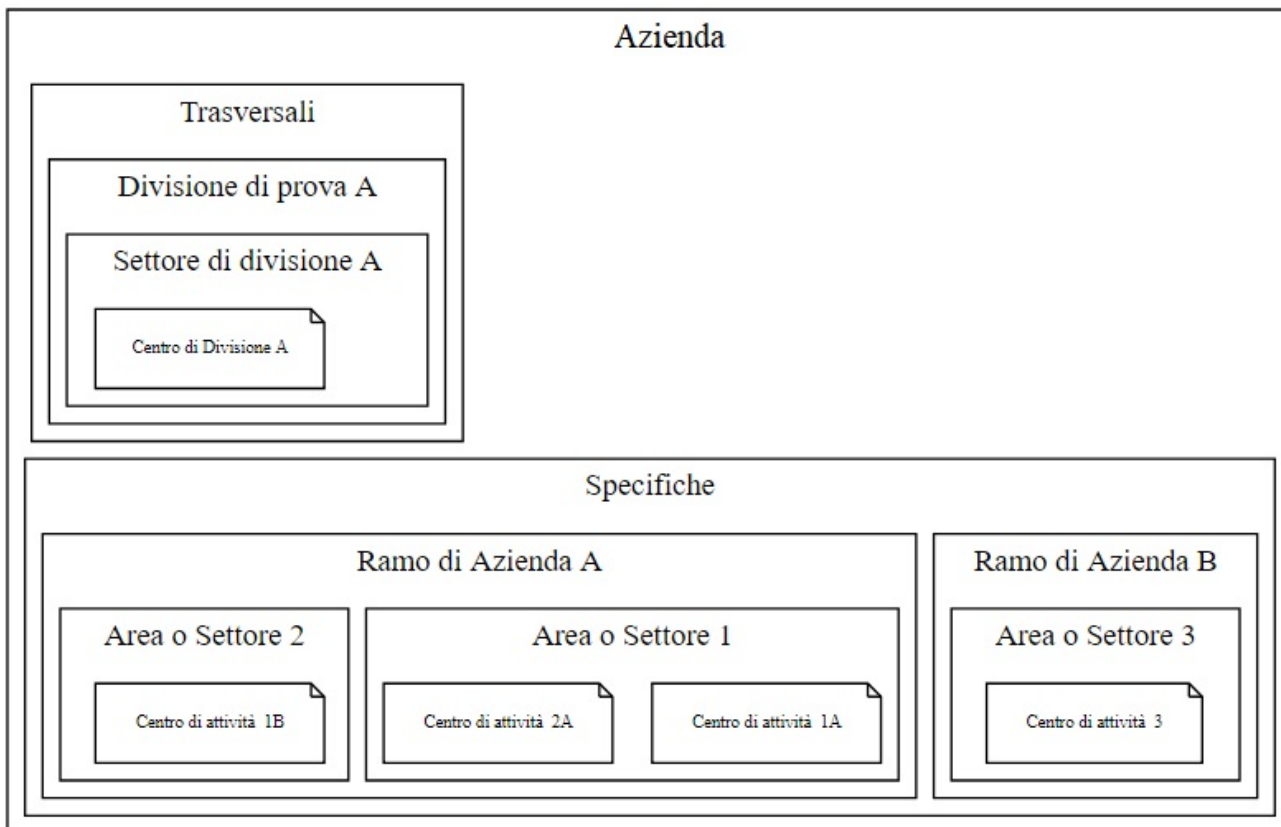 Azienda
Trasversali
Divisione di prova A
Settore di divisione A
Centro di Divisione A
Specifiche
Ramo di Azienda A
Area o Settore 2
Centro di attività 1B
Area o Settore 1
Centro di attività 2A
Centro di attività 1A
Ramo di Azienda B
Area o Settore 3
Centro di attività 3